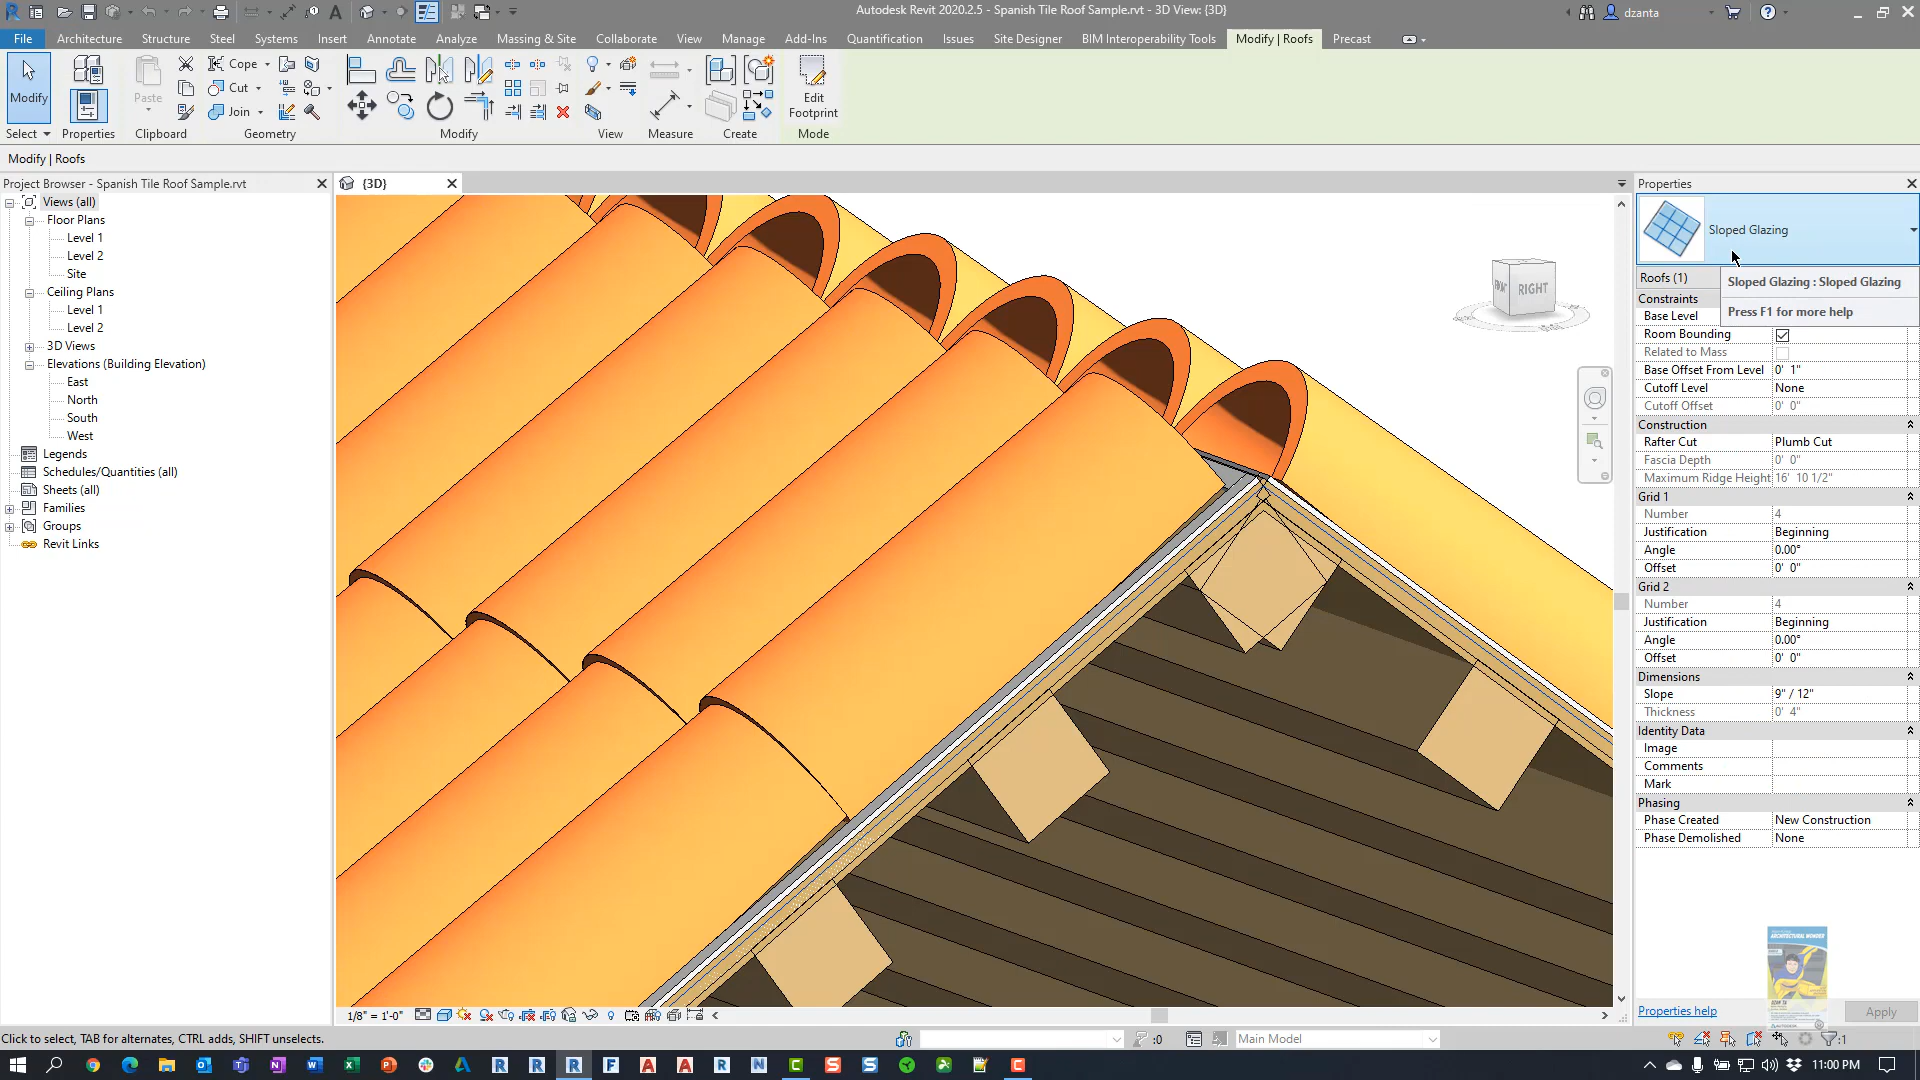 Autodesk Revit 2020.2.5 - Spanish Tile Roof Sample.rvt - 3D View: {3D}
dzanta
File Architecture Structure Steel Systems Insert Annotate Analyze Massing & Site Collaborate View Manage Add-Ins Quantification Issues Site Designer BIM Interoperability Tools Modify | Roofs Precast
Modify
Paste
Cope
Cut
Join
Edit
Footprint
Select Properties Clipboard Geometry Modify View Measure Create Mode
Modify | Roofs
Project Browser - Spanish Tile Roof Sample.rvt
{3D}
Properties
Views (all)
Floor Plans
Level 1
Level 2
Site
Ceiling Plans
Level 1
Level 2
3D Views
Elevations (Building Elevation)
East
North
South
West
Legends
Schedules/Quantities (all)
Sheets (all)
Families
Groups
Revit Links
RIGHT
Sloped Glazing
Roofs (1)
Sloped Glazing : Sloped Glazing
Press F1 for more help
Constraints
Base Level
Room Bounding
Related to Mass
Base Offset From Level 0' 1"
Cutoff Level None
Cutoff Offset 0' 0"
Construction
Rafter Cut Plumb Cut
Fascia Depth 0' 0"
Maximum Ridge Height 16' 10 1/2"
Grid 1
Number 4
Justification Beginning
Angle 0.00°
Offset 0' 0"
Grid 2
Number 4
Justification Beginning
Angle 0.00°
Offset 0' 0"
Dimensions
Slope 9" / 12"
Thickness 0' 4"
Identity Data
Image
Comments
Mark
Phasing
Phase Created New Construction
Phase Demolished None
ARCHITECTURAL WONDER
Properties help
Apply
1/8" = 1'-0"
Click to select, TAB for alternates, CTRL adds, SHIFT unselects.
:0
Main Model
:1
11:00 PM